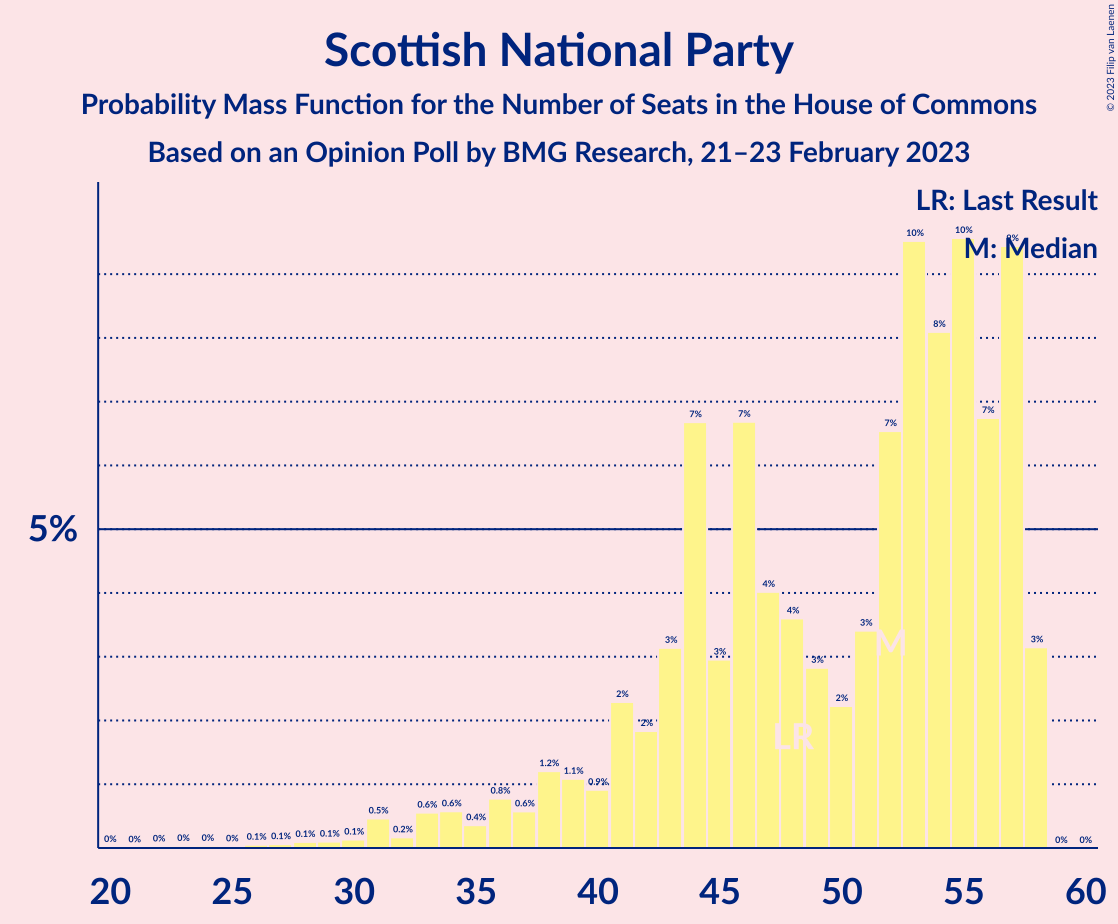 © 2023 Filip van Laenen
Scottish National Party
Probability Mass Function for the Number of Seats in the House of Commons
Based on an Opinion Poll by BMG Research, 21–23 February 2023
LR: Last Result
M: Median
5%
0% 0% 0% 0% 0% 0% 0.1% 0.1% 0.1% 0.1% 0.1% 0.5% 0.2% 0.6% 0.6% 0.4% 0.8% 0.6% 1.2% 1.1% 0.9% 2% 2% 3% 7% 3% 7% 4% 4% 3% 2% 3% 7% 10% 8% 10% 7% 9% 3% 0% 0%
M
LR
20 25 30 35 40 45 50 55 60